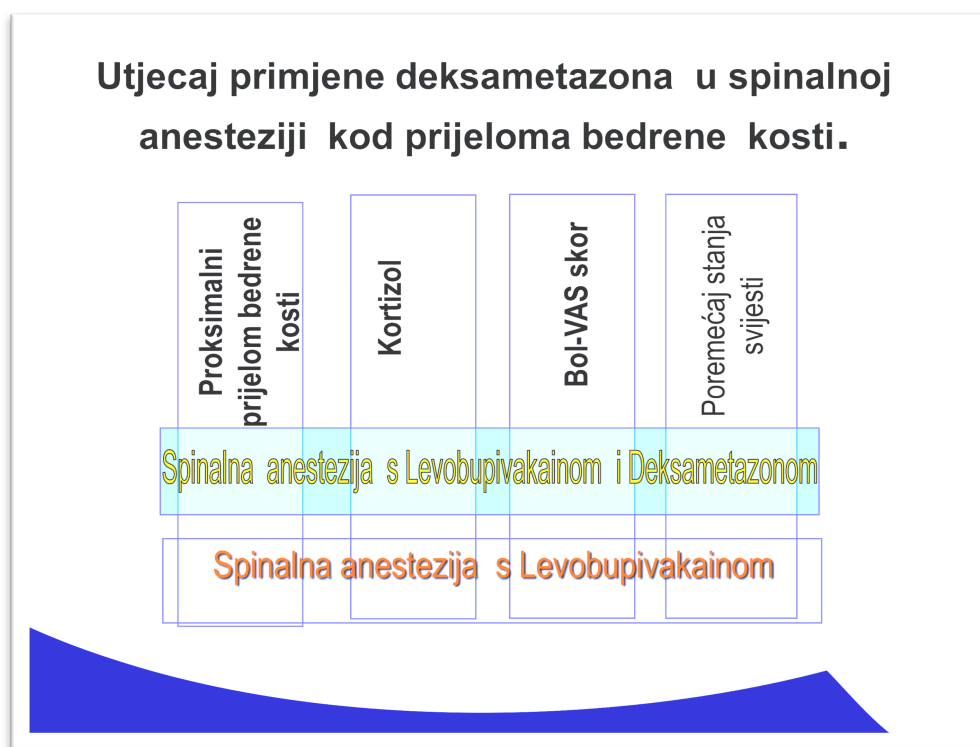 Utjecaj primjene deksametazona u spinalnoj
anesteziji kod prijeloma bedrene kosti.
Proksimalni
prijelom bedrene
kosti
Kortizol
Bol-VAS skor
Poremećaj stanja
svijesti
Spinalna anestezija s Levobupivakainom i Deksametazonom
Spinalna anestezija s Levobupivakainom